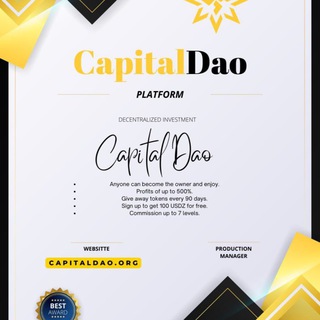 CapitalDao
PLATFORM
DECENTRALIZED INVESTMENT
Capital Dao
Anyone can become the owner and enjoy.
Profits of up to 500%.
Give away tokens every 90 days.
Sign up to get 100 USDZ for free.
Commission up to 7 levels.
WEBSITTE
PRODUCTION
MANAGER
CAPITALDAO.ORG
BEST
AWARD